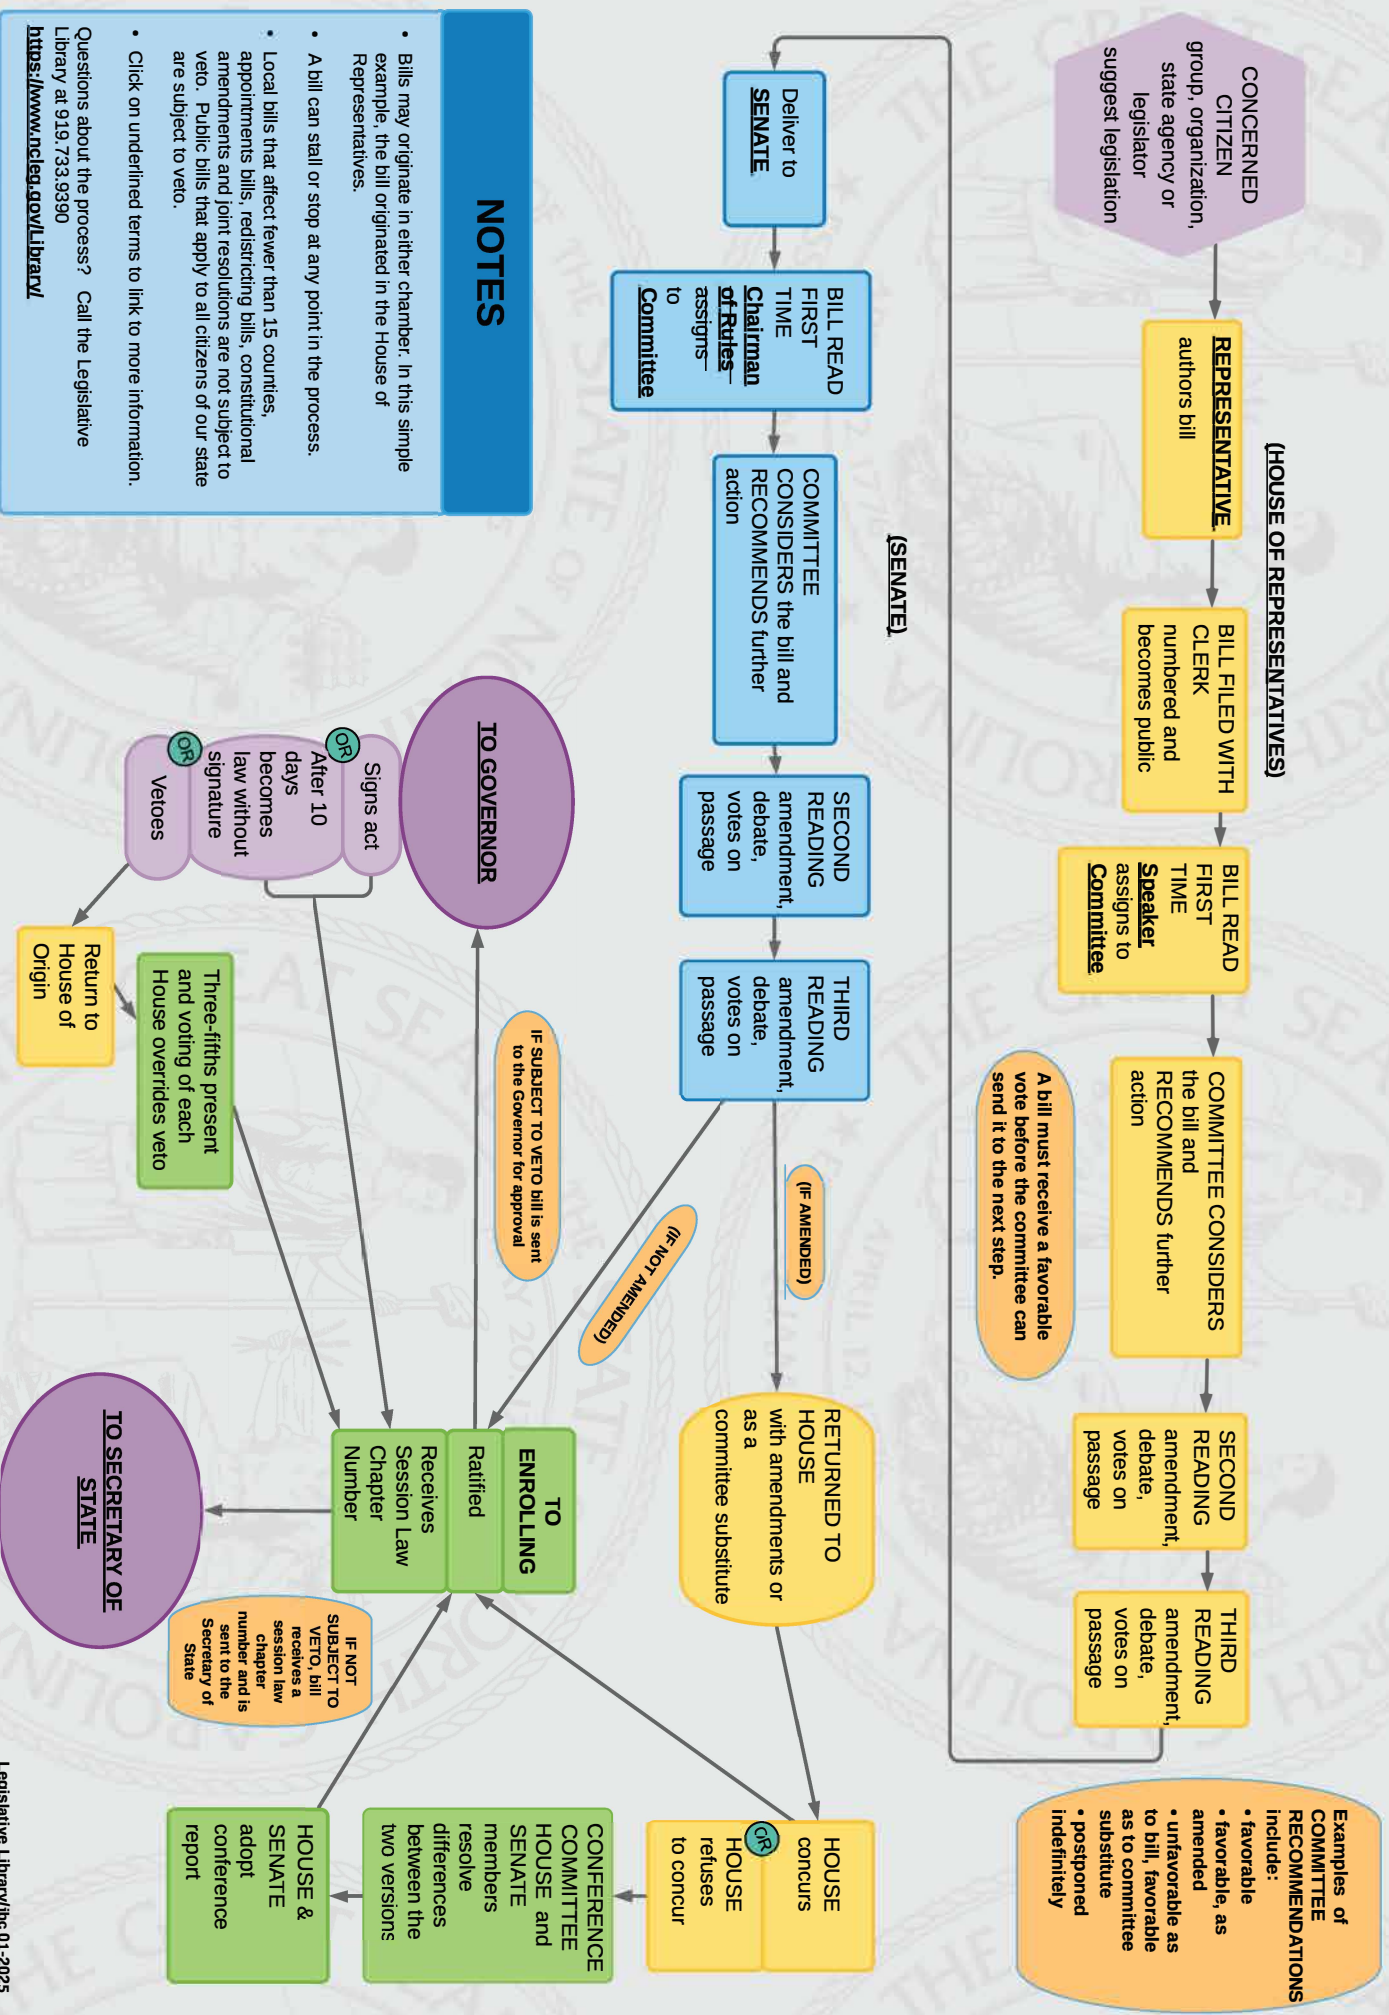 (HOUSE OF REPRESENTATIVES)
CONCERNED
CITIZEN
group, organization,
state agency or
legislator
suggest legislation
REPRESENTATIVE
authors bill
BILL FILED WITH
CLERK
numbered and
becomes public
BILL READ
FIRST
TIME
Speaker
assigns to
Committee
COMMITTEE CONSIDERS
the bill and
RECOMMENDS further
action
A bill must receive a favorable
vote before the committee can
send it to the next step.
SECOND
READING
amendment,
debate,
votes on
passage
THIRD
READING
amendment,
debate,
votes on
passage
Examples of
COMMITTEE
RECOMMENDATIONS
include:
• favorable
• favorable, as
amended
• unfavorable as
to bill, favorable
as to committee
substitute
• postponed
indefinitely
(SENATE)
Deliver to
SENATE
BILL READ
FIRST
TIME
Chairman
of Rules
assigns
to
Committee
COMMITTEE
CONSIDERS the bill and
RECOMMENDS further
action
SECOND
READING
amendment,
debate,
votes on
passage
THIRD
READING
amendment,
debate,
votes on
passage
(IF AMENDED)
(IF NOT AMENDED)
RETURNED TO
HOUSE
with amendments or
as a
committee substitute
HOUSE
concurs
OR
HOUSE
refuses
to concur
CONFERENCE
COMMITTEE
HOUSE and
SENATE
members
resolve
differences
between the
two versions
HOUSE &
SENATE
adopt
conference
report
TO
ENROLLING
Ratified
Receives
Session Law
Chapter
Number
IF SUBJECT TO VETO bill is sent
to the Governor for approval
IF NOT
SUBJECT TO
VETO, bill
receives a
session law
chapter
number and is
sent to the
Secretary of
State
TO GOVERNOR
Signs act
OR
After 10
days
becomes
law without
signature
OR
Vetoes
Return to
House of
Origin
Three-fifths present
and voting of each
House overrides veto
TO SECRETARY OF
STATE
NOTES
• Bills may originate in either chamber. In this simple
example, the bill originated in the House of
Representatives.
• A bill can stall or stop at any point in the process.
• Local bills that affect fewer than 15 counties,
appointments bills, redistricting bills, constitutional
amendments and joint resolutions are not subject to
veto. Public bills that apply to all citizens of our state
are subject to veto.
• Click on underlined terms to link to more information.
Questions about the process? Call the Legislative
Library at 919.733.9390
https://www.ncleg.gov/Library/
Legislative Library/jbc 01-2025